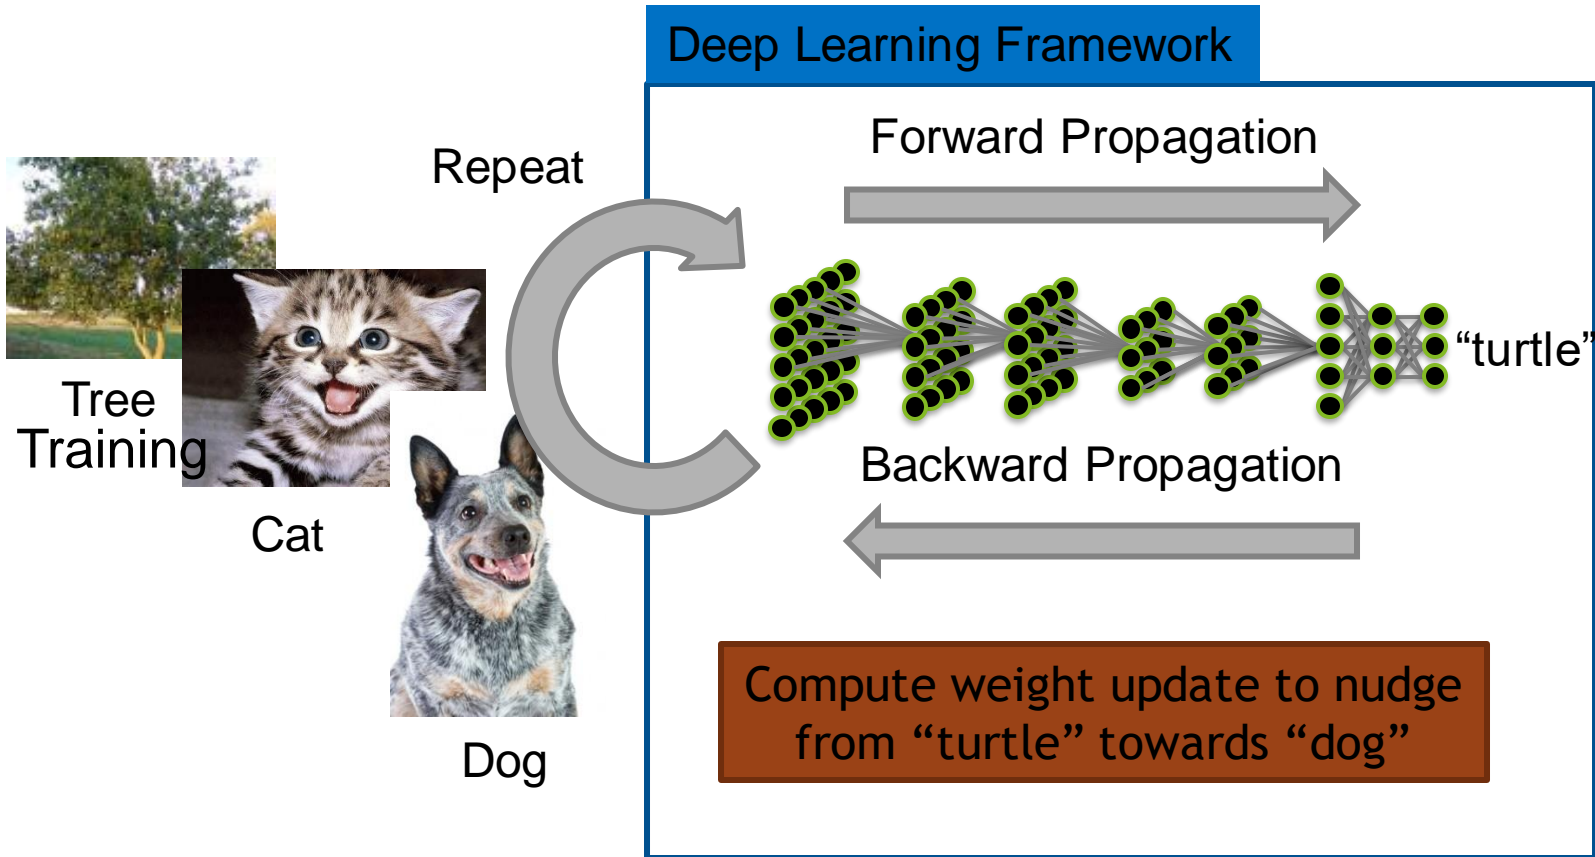 Deep Learning Framework
Forward Propagation
Repeat
“turtle”
Tree
Training
Backward Propagation
Cat
Compute weight update to nudge
from “turtle” towards “dog”
Dog